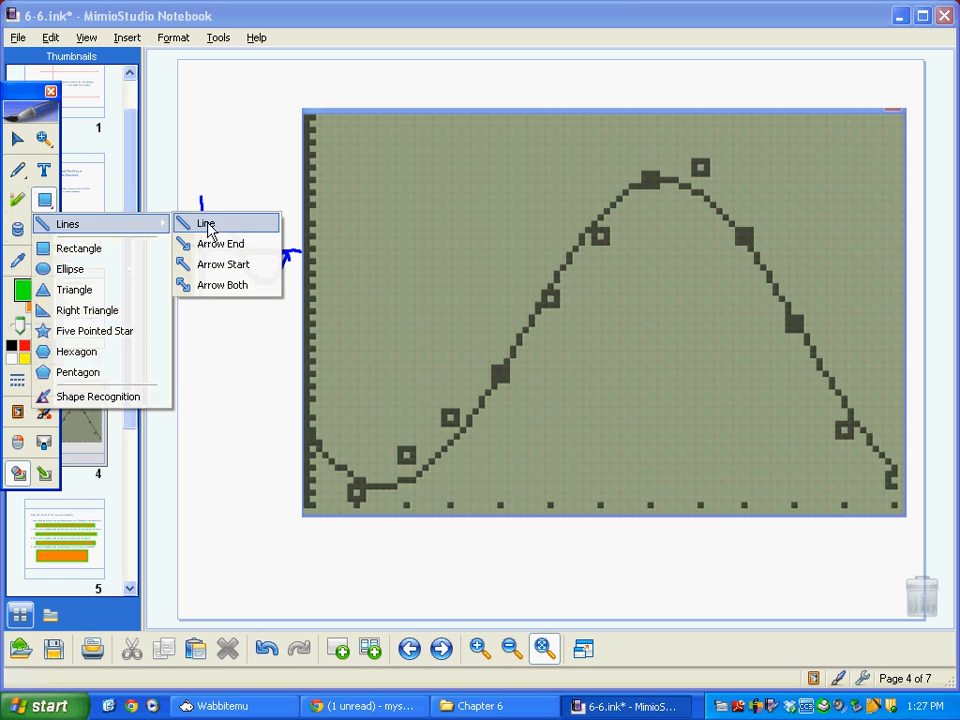 6-6.ink* - MimioStudio Notebook
File Edit View Insert Format Tools Help
Thumbnails
1
Lines
Rectangle
Ellipse
Triangle
Right Triangle
Five Pointed Star
Hexagon
Pentagon
Shape Recognition
Line
Arrow End
Arrow Start
Arrow Both
4
5
Page 4 of 7
start
Wabbitemu
(1 unread) - mys...
Chapter 6
6-6.ink* - MimioS...
1:27 PM